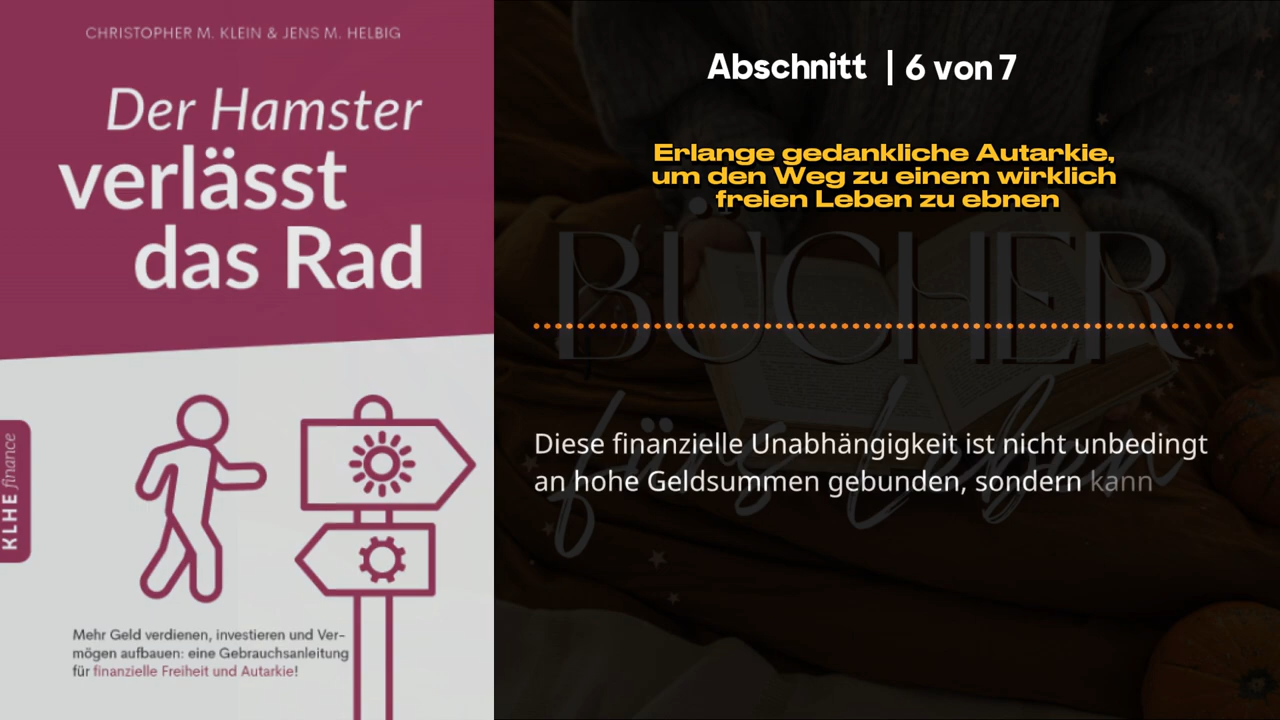 CHRISTOPHER M. KLEIN & JENS M. HELBIG
Der Hamster
verlässt
das Rad
KLHE finance
Mehr Geld verdienen, investieren und Ver-
mögen aufbauen: eine Gebrauchsanleitung
für finanzielle Freiheit und Autarkie!
Abschnitt | 6 von 7
Erlange gedankliche Autarkie,
um den Weg zu einem wirklich
freien Leben zu ebnen
BÜCHER
fürs Leben
Diese finanzielle Unabhängigkeit ist nicht unbedingt
an hohe Geldsummen gebunden, sondern kann